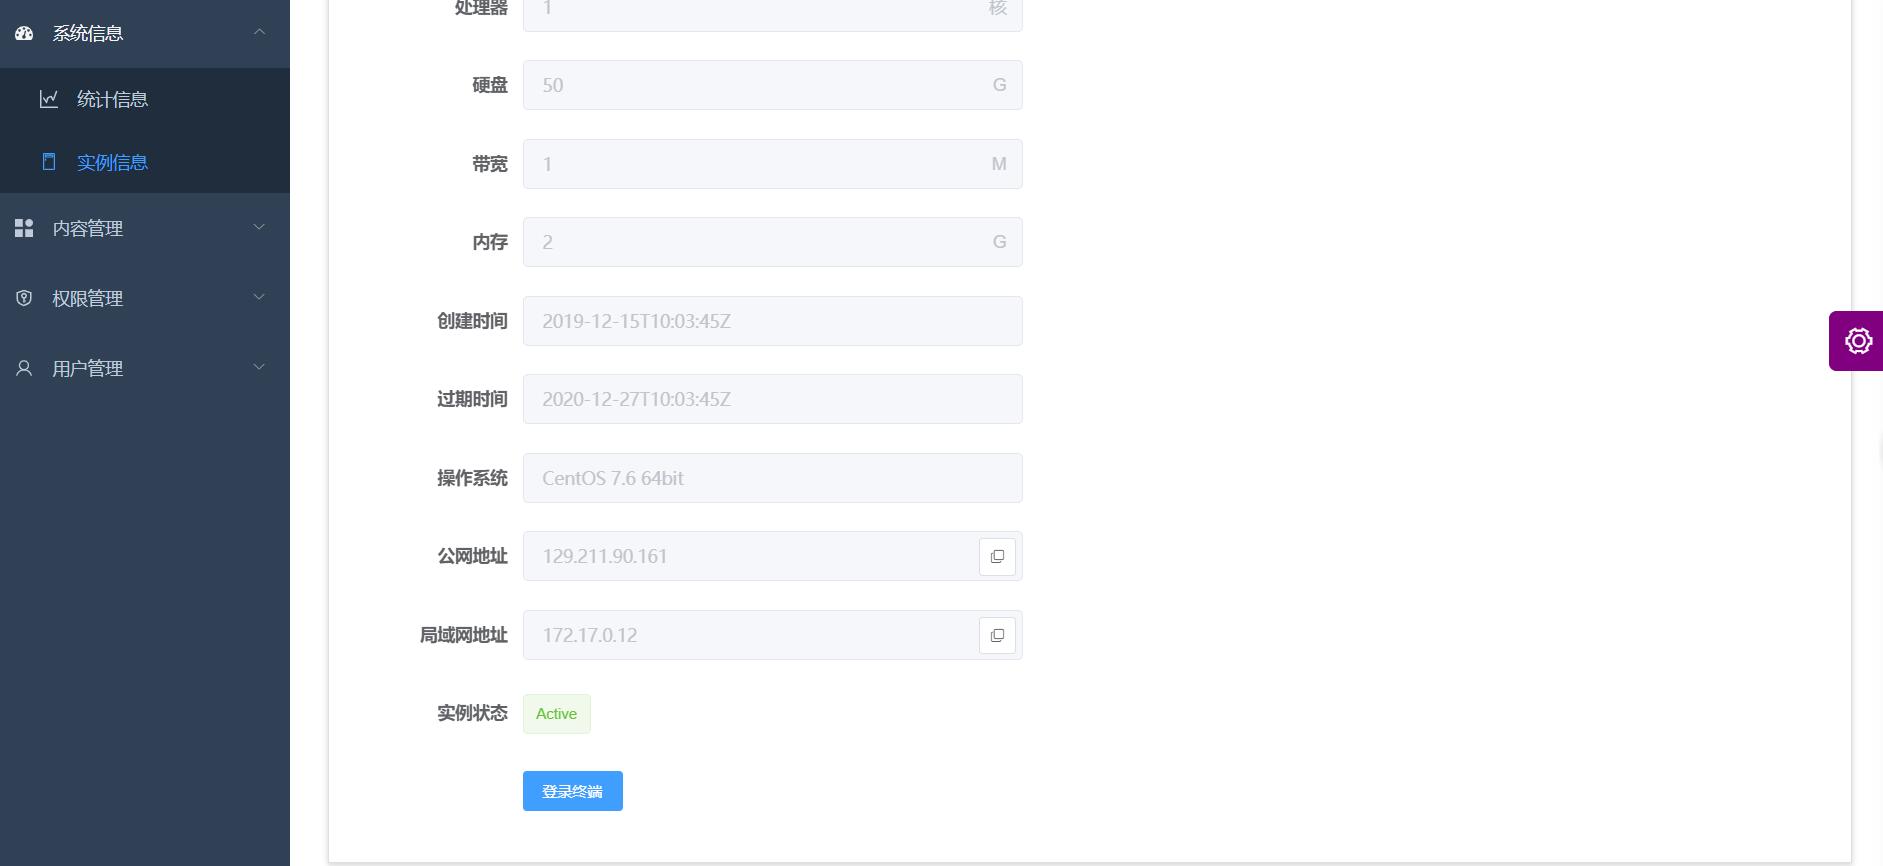 系统信息
统计信息
实例信息
内容管理
权限管理
用户管理
处理器 1 核
硬盘 50 G
带宽 1 M
内存 2 G
创建时间 2019-12-15T10:03:45Z
过期时间 2020-12-27T10:03:45Z
操作系统 CentOS 7.6 64bit
公网地址 129.211.90.161
局域网地址 172.17.0.12
实例状态 Active
登录终端